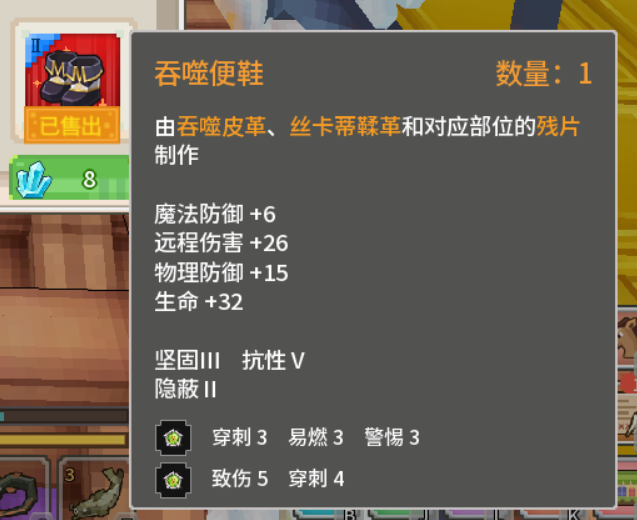 II
吞噬便鞋
数量：1
已售出
由吞噬皮革、丝卡蒂鞣革和对应部位的残片
制作
8
魔法防御 +6
远程伤害 +26
物理防御 +15
生命 +32
坚固III 抗性V
隐蔽II
穿刺 3 易燃 3 警惕 3
致伤 5 穿刺 4
3